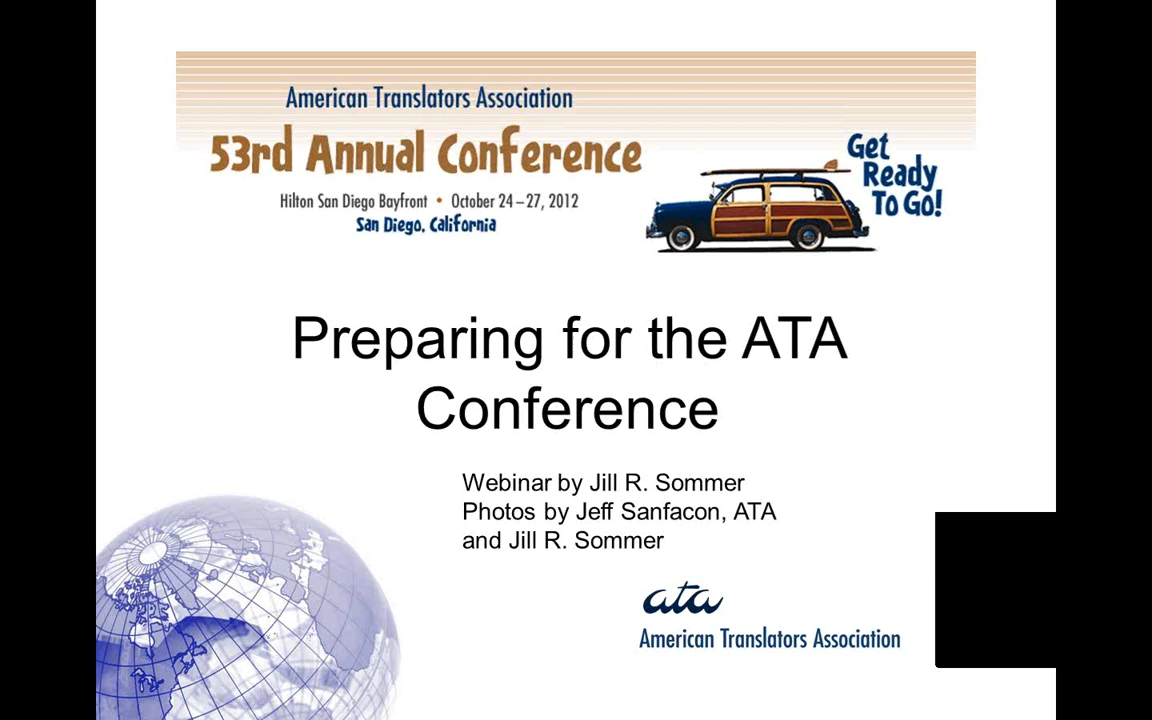 American Translators Association
53rd Annual Conference
Hilton San Diego Bayfront • October 24–27, 2012
San Diego, California
Get
Ready
To Go!
Preparing for the ATA
Conference
Webinar by Jill R. Sommer
Photos by Jeff Sanfacon, ATA
and Jill R. Sommer
ata
American Translators Association